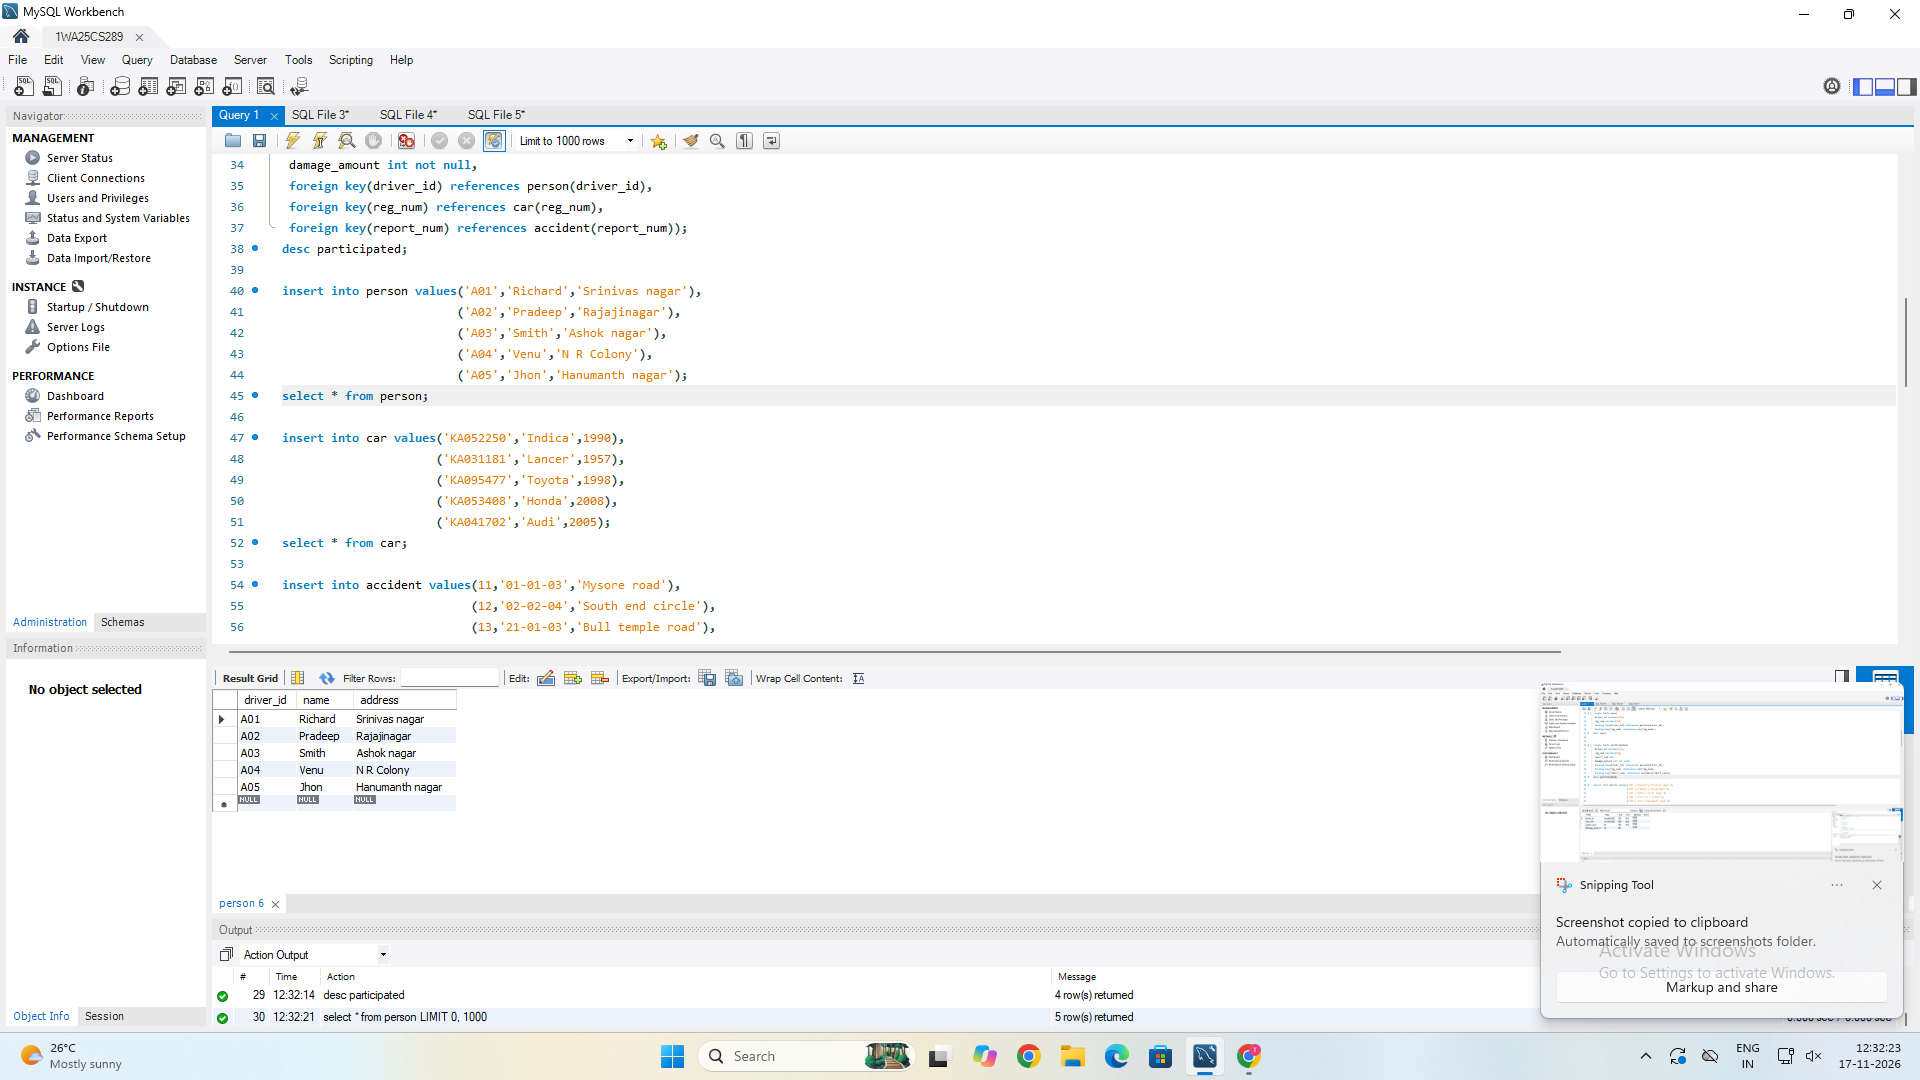 MySQL Workbench
1WA25CS289
File Edit View Query Database Server Tools Scripting Help
Navigator
MANAGEMENT
Server Status
Client Connections
Users and Privileges
Status and System Variables
Data Export
Data Import/Restore
INSTANCE
Startup / Shutdown
Server Logs
Options File
PERFORMANCE
Dashboard
Performance Reports
Performance Schema Setup
Administration Schemas
Information
No object selected
Object Info Session
Query 1 SQL File 3* SQL File 4* SQL File 5*
Limit to 1000 rows
34 damage_amount int not null,
35 foreign key(driver_id) references person(driver_id),
36 foreign key(reg_num) references car(reg_num),
37 foreign key(report_num) references accident(report_num));
38 desc participated;
39
40 insert into person values('A01','Richard','Srinivas nagar'),
41 ('A02','Pradeep','Rajajinagar'),
42 ('A03','Smith','Ashok nagar'),
43 ('A04','Venu','N R Colony'),
44 ('A05','Jhon','Hanumanth nagar');
45 select * from person;
46
47 insert into car values('KA052250','Indica',1990),
48 ('KA031181','Lancer',1957),
49 ('KA095477','Toyota',1998),
50 ('KA053408','Honda',2008),
51 ('KA041702','Audi',2005);
52 select * from car;
53
54 insert into accident values(11,'01-01-03','Mysore road'),
55 (12,'02-02-04','South end circle'),
56 (13,'21-01-03','Bull temple road'),
Result Grid Filter Rows: Edit: Export/Import: Wrap Cell Content:
driver_id name address
A01 Richard Srinivas nagar
A02 Pradeep Rajajinagar
A03 Smith Ashok nagar
A04 Venu N R Colony
A05 Jhon Hanumanth nagar
NULL NULL NULL
person 6
Output
Action Output
# Time Action Message
29 12:32:14 desc participated 4 row(s) returned
30 12:32:21 select * from person LIMIT 0, 1000 5 row(s) returned
Snipping Tool
Screenshot copied to clipboard
Automatically saved to screenshots folder.
Activate Windows
Go to Settings to activate Windows.
Markup and share
26°C
Mostly sunny
Search
ENG
IN
12:32:23
17-11-2026